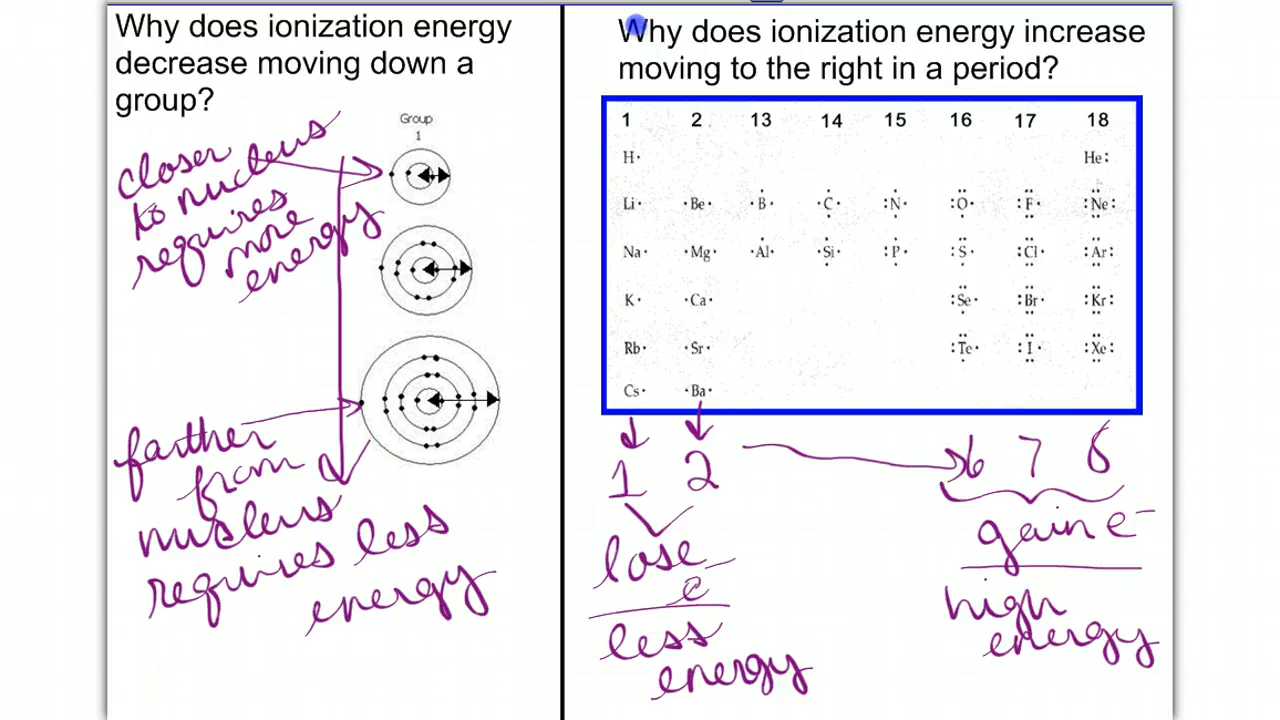 Why does ionization energy
decrease moving down a
group?
Group
1
closer
to nucleus
requires
more
energy
farther
from
nucleus
requires less
energy
Why does ionization energy increase
moving to the right in a period?
1 2 13 14 15 16 17 18
H· He:
Li· ·Be· ·B· ·C· :N· :O· :F· :Ne:
Na· ·Mg· ·Al· ·Si· :P· :S· :Cl· :Ar:
K· ·Ca· :Se· :Br· :Kr:
Rb· ·Sr· :Te· :I· :Xe:
Cs· ·Ba·
1 2 6 7 8
lose e-
less
energy
gain e-
high
energy